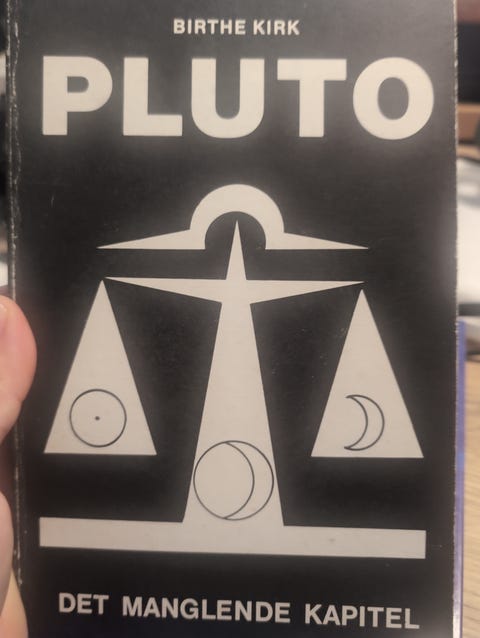 BIRTHE KIRK
PLUTO
DET MANGLENDE KAPITEL